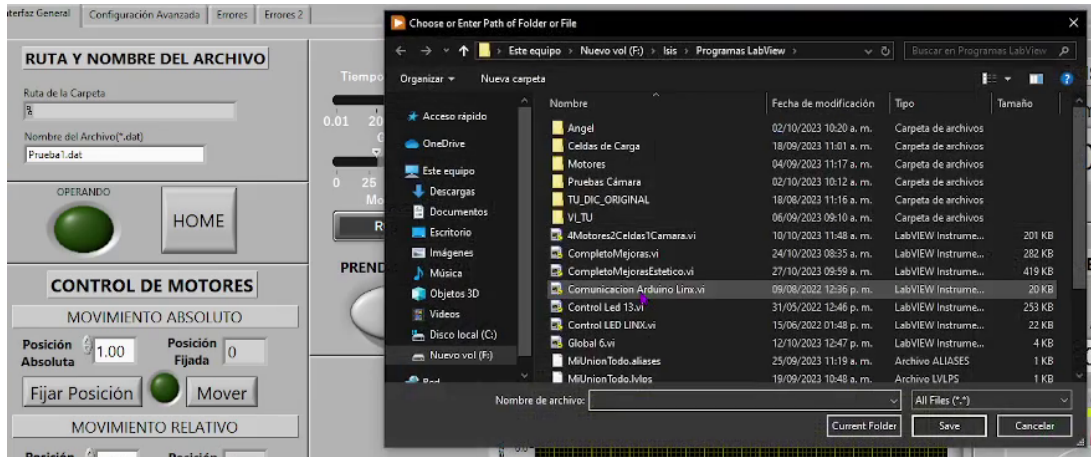 Interfaz General Configuración Avanzada Errores Errores 2
RUTA Y NOMBRE DEL ARCHIVO
Ruta de la Carpeta
%
Nombre del Archivo(*.dat)
Prueba1.dat
OPERANDO
HOME
CONTROL DE MOTORES
MOVIMIENTO ABSOLUTO
Posición Absoluta 1.00 Posición Fijada 0
Fijar Posición Mover
MOVIMIENTO RELATIVO
Posición Posición
Tiempo
0.01 20
0 25
Mo
R
PREND
Choose or Enter Path of Folder or File
Este equipo > Nuevo vol (F:) > Isis > Programas LabView >
Buscar en Programas LabView
Organizar Nueva carpeta
Acceso rápido
OneDrive
Este equipo
Descargas
Documentos
Escritorio
Imágenes
Música
Objetos 3D
Videos
Disco local (C:)
Nuevo vol (F:)
Red
Nombre Fecha de modificación Tipo Tamaño
Angel 02/10/2023 10:20 a. m. Carpeta de archivos
Celdas de Carga 18/09/2023 11:01 a. m. Carpeta de archivos
Motores 04/09/2023 11:17 a. m. Carpeta de archivos
Pruebas Cámara 02/10/2023 10:12 a. m. Carpeta de archivos
TU_DIC_ORIGINAL 18/08/2023 11:16 a. m. Carpeta de archivos
VI_TU 06/09/2023 09:10 a. m. Carpeta de archivos
4Motores2Celdas1Camara.vi 10/10/2023 11:48 a. m. LabVIEW Instrume... 201 KB
CompletoMejoras.vi 24/10/2023 08:35 a. m. LabVIEW Instrume... 282 KB
CompletoMejorasEstetico.vi 27/10/2023 09:59 a. m. LabVIEW Instrume... 419 KB
Comunicacion Arduino Linx.vi 09/08/2022 12:36 p. m. LabVIEW Instrume... 20 KB
Control Led 13.vi 31/05/2022 12:46 p. m. LabVIEW Instrume... 253 KB
Control LED LINX.vi 15/06/2022 01:48 p. m. LabVIEW Instrume... 22 KB
Global 6.vi 12/10/2023 12:47 p. m. LabVIEW Instrume... 4 KB
MiUnionTodo.aliases 25/09/2023 11:19 a. m. Archivo ALIASES 1 KB
MiUnionTodo.lvlps 19/09/2023 10:48 a. m. Archivo LVLPS 1 KB
Nombre de archivo: All Files (*.*)
Current Folder Save Cancelar